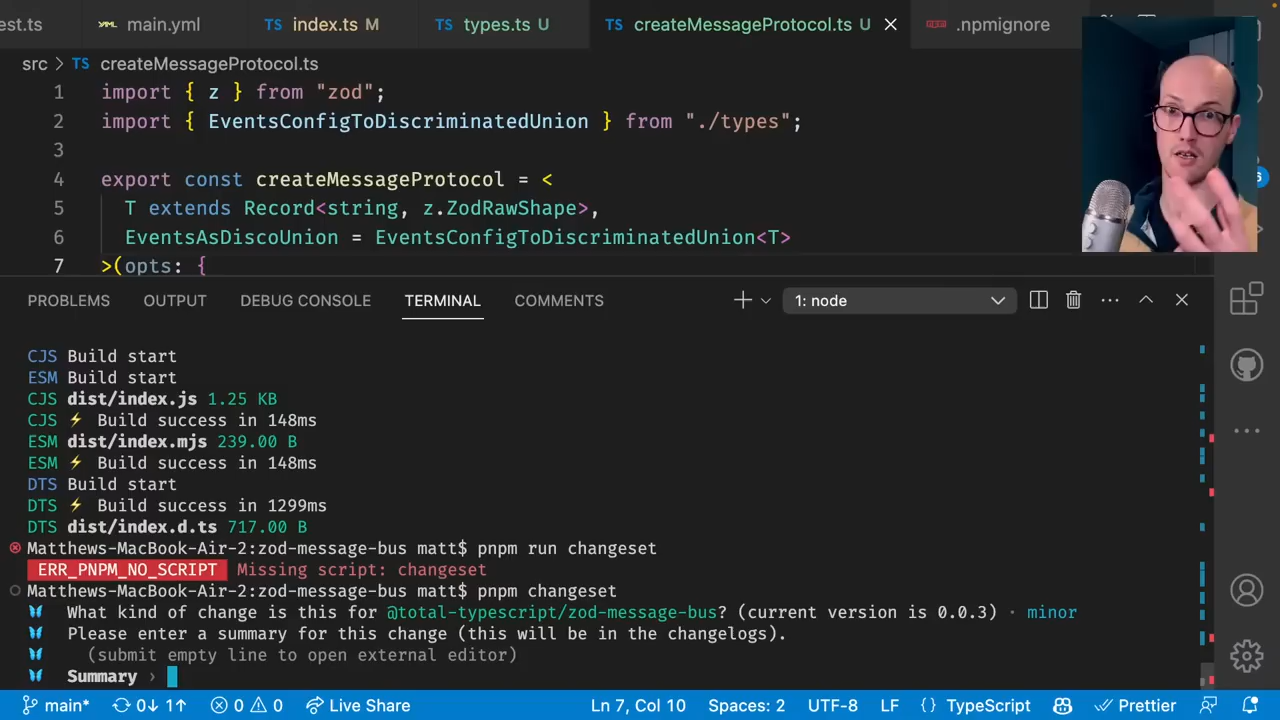 est.ts
main.yml
TS index.ts M
TS types.ts U
TS createMessageProtocol.ts U
.npmignore
src > TS createMessageProtocol.ts
1 import { z } from "zod";
2 import { EventsConfigToDiscriminatedUnion } from "./types";
3
4 export const createMessageProtocol = <
5 T extends Record<string, z.ZodRawShape>,
6 EventsAsDiscoUnion = EventsConfigToDiscriminatedUnion<T>
7 >(opts: {
PROBLEMS OUTPUT DEBUG CONSOLE TERMINAL COMMENTS 1: node
CJS Build start
ESM Build start
CJS dist/index.js 1.25 KB
CJS ⚡ Build success in 148ms
ESM dist/index.mjs 239.00 B
ESM ⚡ Build success in 148ms
DTS Build start
DTS ⚡ Build success in 1299ms
DTS dist/index.d.ts 717.00 B
Matthews-MacBook-Air-2:zod-message-bus matt$ pnpm run changeset
ERR_PNPM_NO_SCRIPT Missing script: changeset
Matthews-MacBook-Air-2:zod-message-bus matt$ pnpm changeset
What kind of change is this for @total-typescript/zod-message-bus? (current version is 0.0.3) · minor
Please enter a summary for this change (this will be in the changelogs).
(submit empty line to open external editor)
Summary ›
main* 0↓ 1↑ 0 0 Live Share Ln 7, Col 10 Spaces: 2 UTF-8 LF {} TypeScript Prettier